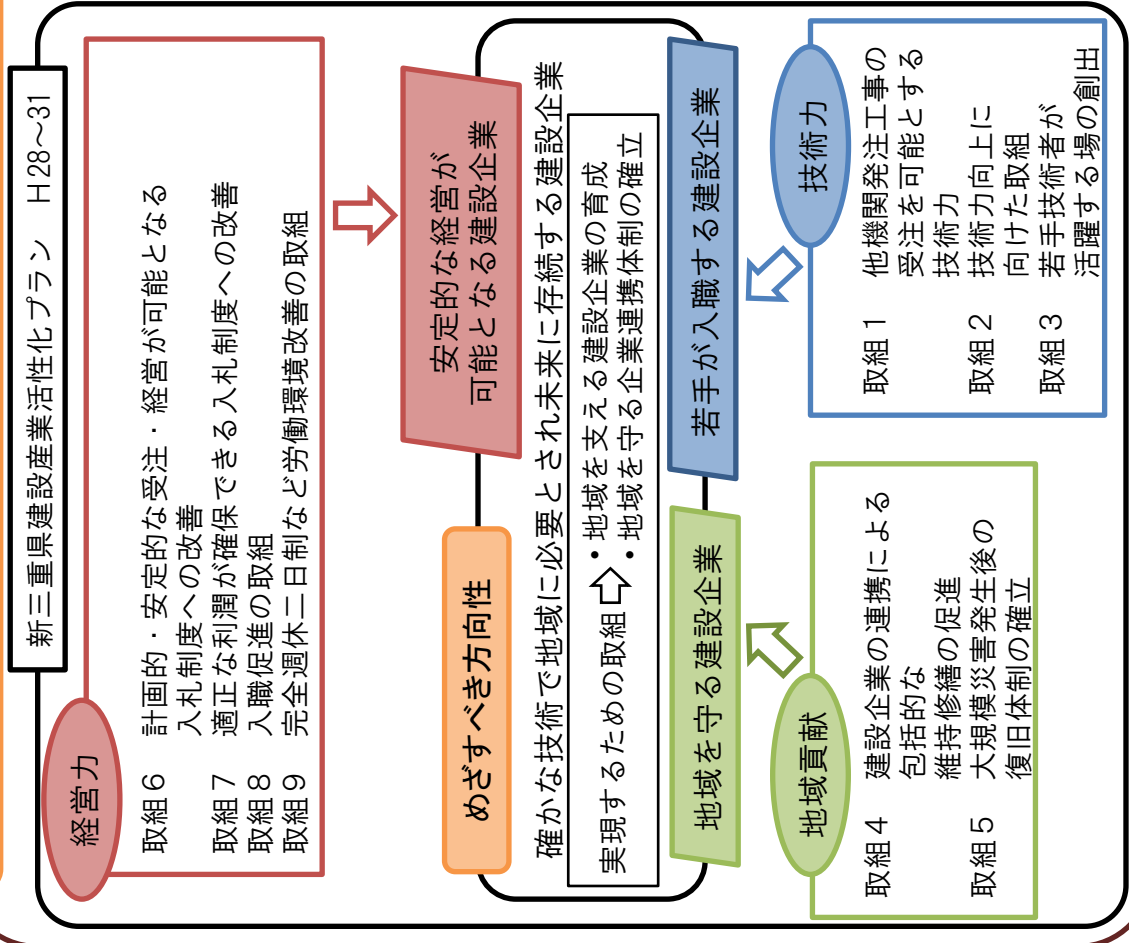 新三重県建設産業活性化プラン　H28～31
経営力
取組６　計画的・安定的な受注・経営が可能となる
入札制度への改善
取組７　適正な利潤が確保できる入札制度への改善
取組８　入職促進の取組
取組９　完全週休二日制など労働環境改善の取組
めざすべき方向性
安定的な経営が
可能となる建設企業
確かな技術で地域に必要とされ未来に存続する建設企業
実現するための取組
・地域を支える建設企業の育成
・地域を守る企業連携体制の確立
地域を守る建設企業
若手が入職する建設企業
地域貢献
取組４　建設企業の連携による
包括的な
維持修繕の促進
取組５　大規模災害発生後の
復旧体制の確立
技術力
取組１　他機関発注工事の
受注を可能とする
技術力
取組２　技術力向上に
向けた取組
取組３　若手技術者が
活躍する場の創出